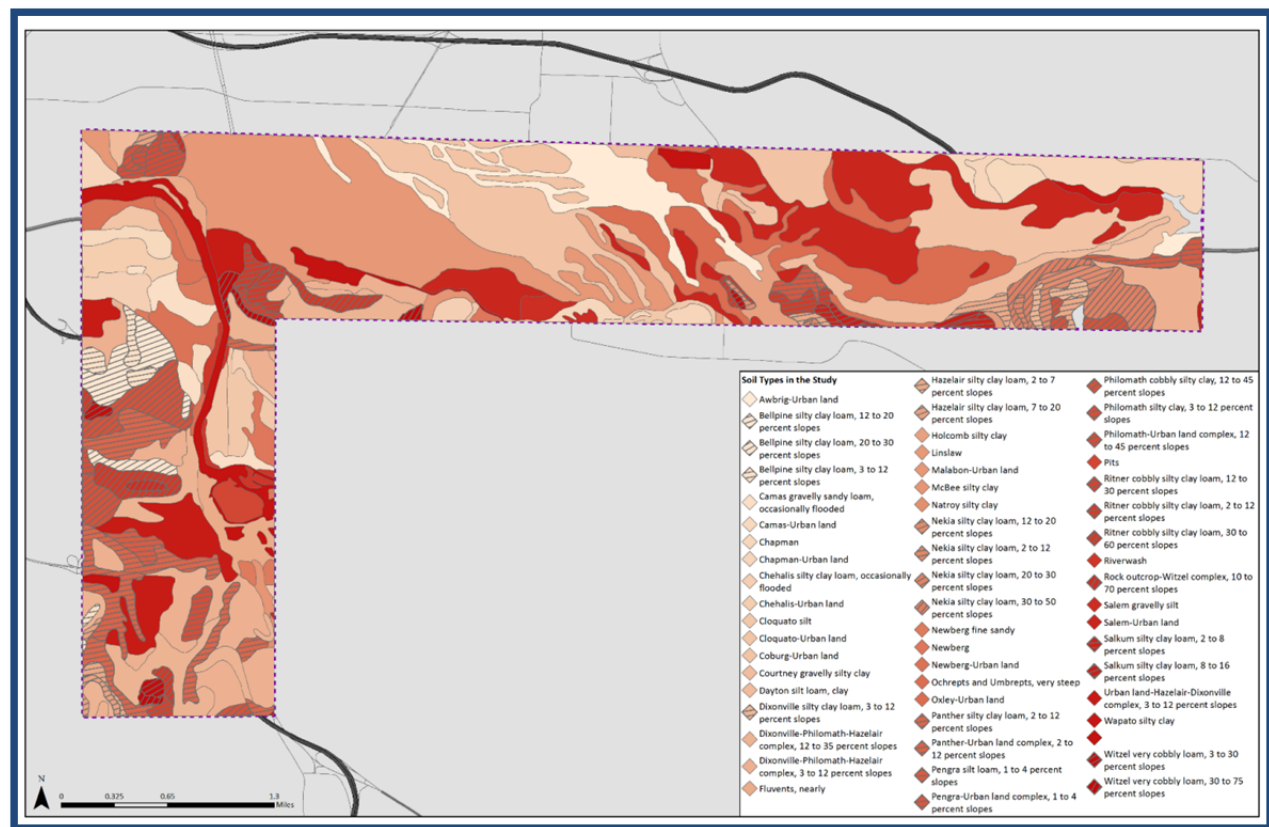 Soil Types in the Study
Awbrig-Urban land
Bellpine silty clay loam, 12 to 20
percent slopes
Bellpine silty clay loam, 20 to 30
percent slopes
Bellpine silty clay loam, 3 to 12
percent slopes
Camas gravelly sandy loam,
occasionally flooded
Camas-Urban land
Chapman
Chapman-Urban land
Chehalis silty clay loam, occasionally
flooded
Chehalis-Urban land
Cloquato silt
Cloquato-Urban land
Coburg-Urban land
Courtney gravelly silty clay
Dayton silt loam, clay
Dixonville silty clay loam, 3 to 12
percent slopes
Dixonville-Philomath-Hazelair
complex, 12 to 35 percent slopes
Dixonville-Philomath-Hazelair
complex, 3 to 12 percent slopes
Fluvents, nearly
Hazelair silty clay loam, 2 to 7
percent slopes
Hazelair silty clay loam, 7 to 20
percent slopes
Holcomb silty clay
Linslaw
Malabon-Urban land
McBee silty clay
Natroy silty clay
Nekia silty clay loam, 12 to 20
percent slopes
Nekia silty clay loam, 2 to 12
percent slopes
Nekia silty clay loam, 20 to 30
percent slopes
Nekia silty clay loam, 30 to 50
percent slopes
Newberg fine sandy
Newberg
Newberg-Urban land
Ochrepts and Umbrepts, very steep
Oxley-Urban land
Panther silty clay loam, 2 to 12
percent slopes
Panther-Urban land complex, 2 to
12 percent slopes
Pengra silt loam, 1 to 4 percent
slopes
Pengra-Urban land complex, 1 to 4
percent slopes
Philomath cobbly silty clay, 12 to 45
percent slopes
Philomath silty clay, 3 to 12 percent
slopes
Philomath-Urban land complex, 12
to 45 percent slopes
Pits
Ritner cobbly silty clay loam, 12 to
30 percent slopes
Ritner cobbly silty clay loam, 2 to 12
percent slopes
Ritner cobbly silty clay loam, 30 to
60 percent slopes
Riverwash
Rock outcrop-Witzel complex, 10 to
70 percent slopes
Salem gravelly silt
Salem-Urban land
Salkum silty clay loam, 2 to 8
percent slopes
Salkum silty clay loam, 8 to 16
percent slopes
Urban land-Hazelair-Dixonville
complex, 3 to 12 percent slopes
Wapato silty clay
Witzel very cobbly loam, 3 to 30
percent slopes
Witzel very cobbly loam, 30 to 75
percent slopes
N
0 0.325 0.65 1.3
Miles